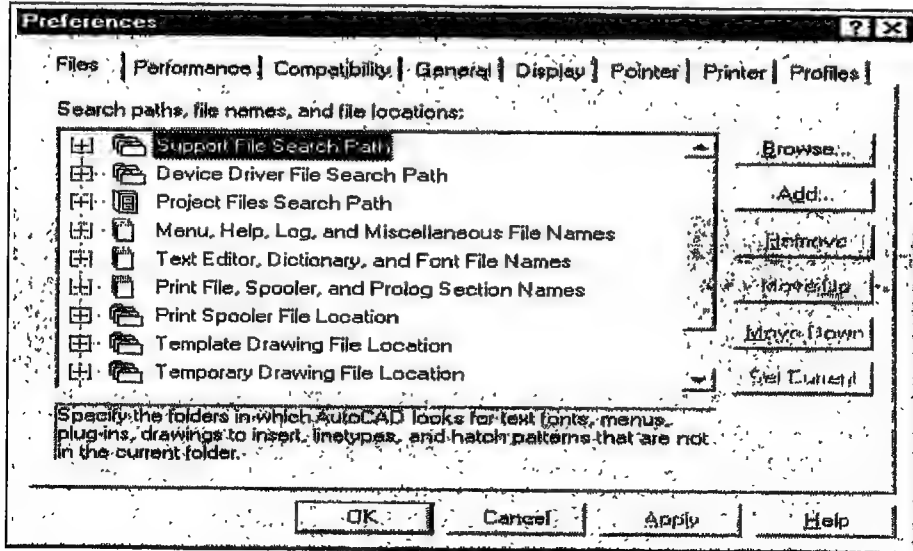 Preferences
Files Performance Compatibility General Display Pointer Printer Profiles
Search paths, file names, and file locations:
Support File Search Path
Device Driver File Search Path
Project Files Search Path
Menu, Help, Log, and Miscellaneous File Names
Text Editor, Dictionary, and Font File Names
Print File, Spooler, and Prolog Section Names
Print Spooler File Location
Template Drawing File Location
Temporary Drawing File Location
Browse...
Add...
Remove
Move Up
Move Down
Set Current
Specify the folders in which AutoCAD looks for text fonts, menus,
plug-ins, drawings to insert, linetypes, and hatch patterns that are not
in the current folder.
OK Cancel Apply Help